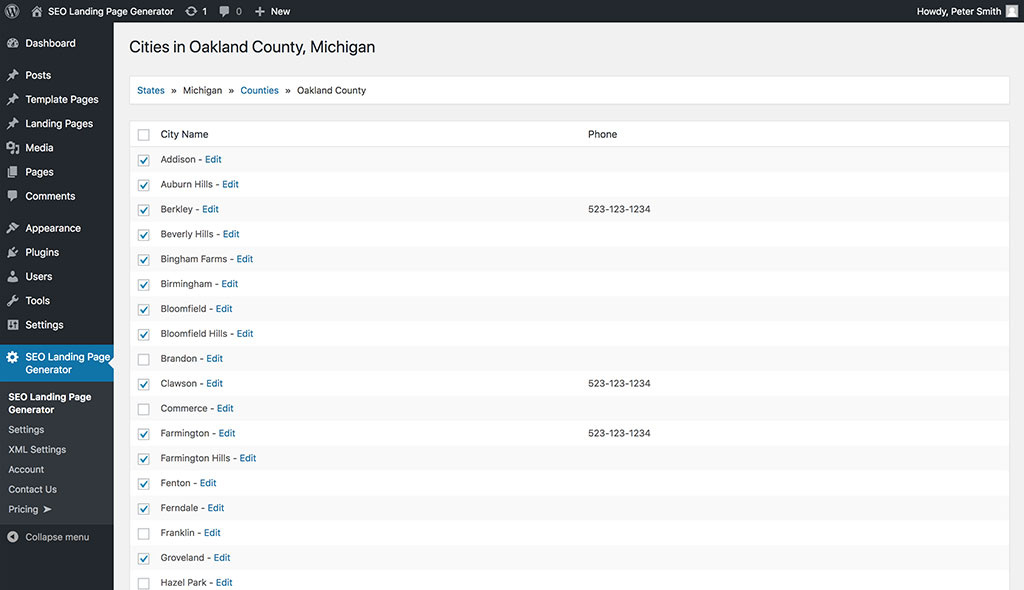 SEO Landing Page Generator 1 0 New Howdy, Peter Smith
Dashboard
Posts
Template Pages
Landing Pages
Media
Pages
Comments
Appearance
Plugins
Users
Tools
Settings
SEO Landing Page
Generator
SEO Landing Page
Generator
Settings
XML Settings
Account
Contact Us
Pricing ➤
Collapse menu
Cities in Oakland County, Michigan
States » Michigan » Counties » Oakland County
City Name Phone
Addison - Edit
Auburn Hills - Edit
Berkley - Edit 523-123-1234
Beverly Hills - Edit
Bingham Farms - Edit
Birmingham - Edit
Bloomfield - Edit
Bloomfield Hills - Edit
Brandon - Edit
Clawson - Edit 523-123-1234
Commerce - Edit
Farmington - Edit 523-123-1234
Farmington Hills - Edit
Fenton - Edit
Ferndale - Edit
Franklin - Edit
Groveland - Edit
Hazel Park - Edit